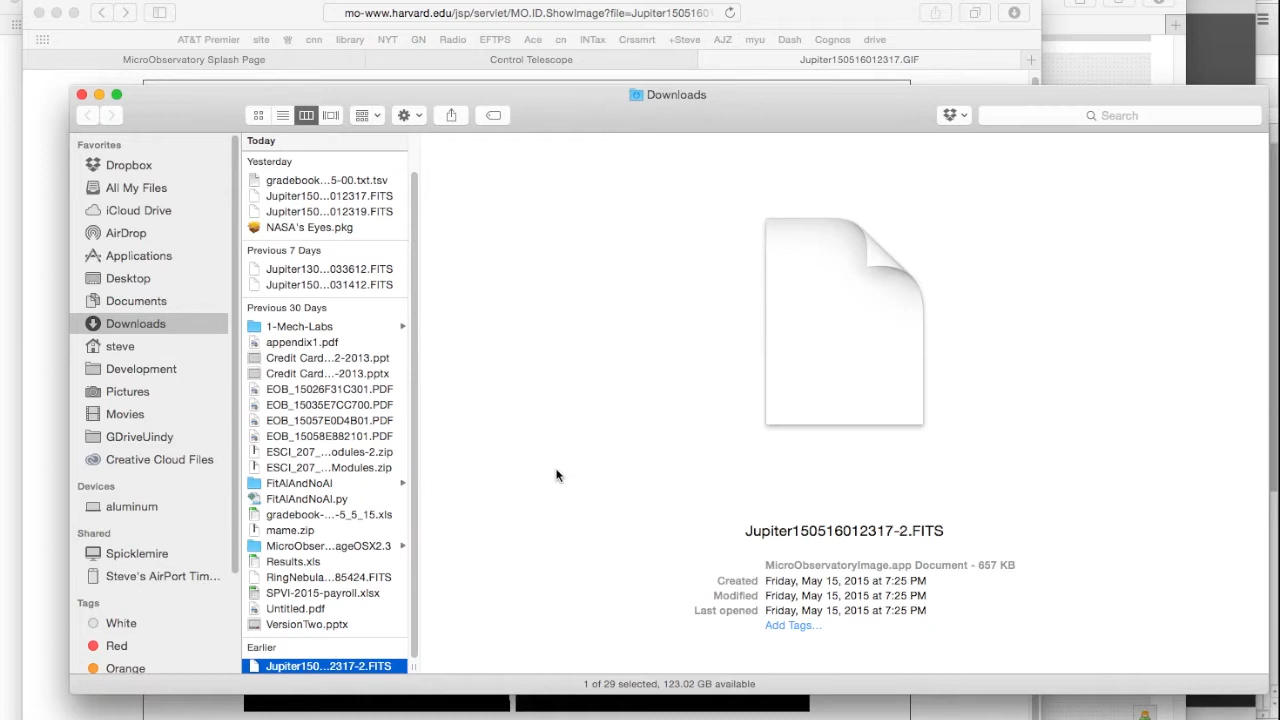 mo-www.harvard.edu/jsp/servlet/MO.ID.ShowImage?file=Jupiter15051601
AT&T Premier site cnn library NYT GN Radio EFTPS Ace cn INTax Crssmrt +Steve AJZ myu Dash Cognos drive
MicroObservatory Splash Page Control Telescope Jupiter150516012317.GIF
Downloads
Search
Favorites
Dropbox
All My Files
iCloud Drive
AirDrop
Applications
Desktop
Documents
Downloads
steve
Development
Pictures
Movies
GDriveUindy
Creative Cloud Files
Devices
aluminum
Shared
Spicklemire
Steve's AirPort Tim...
Tags
White
Red
Orange
Today
Yesterday
gradebook...5-00.txt.tsv
Jupiter150...012317.FITS
Jupiter150...012319.FITS
NASA's Eyes.pkg
Previous 7 Days
Jupiter130...033612.FITS
Jupiter150...031412.FITS
Previous 30 Days
1-Mech-Labs
appendix1.pdf
Credit Card...2-2013.ppt
Credit Card...-2013.pptx
EOB_15026F31C301.PDF
EOB_15035E7CC700.PDF
EOB_15057E0D4B01.PDF
EOB_15058E882101.PDF
ESCI_207_...odules-2.zip
ESCI_207_...Modules.zip
FitAlAndNoAl
FitAlAndNoAl.py
gradebook-...-5_5_15.xls
mame.zip
MicroObser...ageOSX2.3
Results.xls
RingNebula...85424.FITS
SPVI-2015-payroll.xlsx
Untitled.pdf
VersionTwo.pptx
Earlier
Jupiter150...2317-2.FITS
Jupiter150516012317-2.FITS
MicroObservatoryImage.app Document - 657 KB
Created Friday, May 15, 2015 at 7:25 PM
Modified Friday, May 15, 2015 at 7:25 PM
Last opened Friday, May 15, 2015 at 7:25 PM
Add Tags...
1 of 29 selected, 123.02 GB available